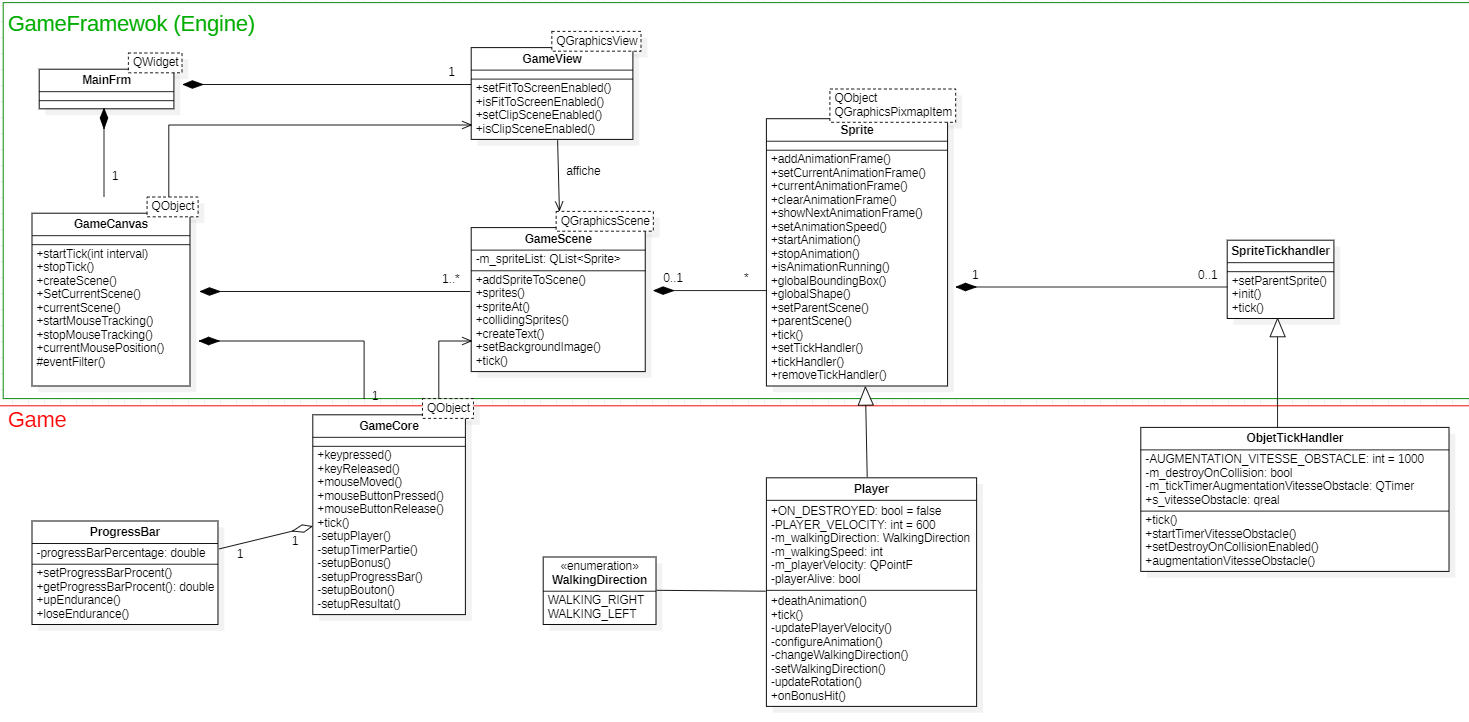 GameFramewok (Engine)
QWidget
MainFrm
1
1
QGraphicsView
GameView
+setFitToScreenEnabled()
+isFitToScreenEnabled()
+setClipSceneEnabled()
+isClipSceneEnabled()
affiche
QObject
GameCanvas
+startTick(int interval)
+stopTick()
+createScene()
+SetCurrentScene()
+currentScene()
+startMouseTracking()
+stopMouseTracking()
+currentMousePosition()
#eventFilter()
1..*
1
QGraphicsScene
GameScene
-m_spriteList: QList<Sprite>
+addSpriteToScene()
+sprites()
+spriteAt()
+collidingSprites()
+createText()
+setBackgroundImage()
+tick()
0..1
*
QObject
QGraphicsPixmapItem
Sprite
+addAnimationFrame()
+setCurrentAnimationFrame()
+currentAnimationFrame()
+clearAnimationFrame()
+showNextAnimationFrame()
+setAnimationSpeed()
+startAnimation()
+stopAnimation()
+isAnimationRunning()
+globalBoundingBox()
+globalShape()
+setParentScene()
+parentScene()
+tick()
+setTickHandler()
+tickHandler()
+removeTickHandler()
1
0..1
SpriteTickhandler
+setParentSprite()
+init()
+tick()
Game
QObject
GameCore
+keypressed()
+keyReleased()
+mouseMoved()
+mouseButtonPressed()
+mouseButtonRelease()
+tick()
-setupPlayer()
-setupTimerPartie()
-setupBonus()
-setupProgressBar()
-setupBouton()
-setupResultat()
ProgressBar
-progressBarPercentage: double
+setProgressBarProcent()
+getProgressBarProcent(): double
+upEndurance()
+loseEndurance()
1
1
«enumeration»
WalkingDirection
WALKING_RIGHT
WALKING_LEFT
Player
+ON_DESTROYED: bool = false
-PLAYER_VELOCITY: int = 600
-m_walkingDirection: WalkingDirection
-m_walkingSpeed: int
-m_playerVelocity: QPointF
-playerAlive: bool
+deathAnimation()
+tick()
-updatePlayerVelocity()
-configureAnimation()
-changeWalkingDirection()
-setWalkingDirection()
-updateRotation()
+onBonusHit()
ObjetTickHandler
-AUGMENTATION_VITESSE_OBSTACLE: int = 1000
-m_destroyOnCollision: bool
-m_tickTimerAugmentationVitesseObstacle: QTimer
+s_vitesseObstacle: qreal
+tick()
+startTimerVitesseObstacle()
+setDestroyOnCollisionEnabled()
+augmentationVitesseObstacle()